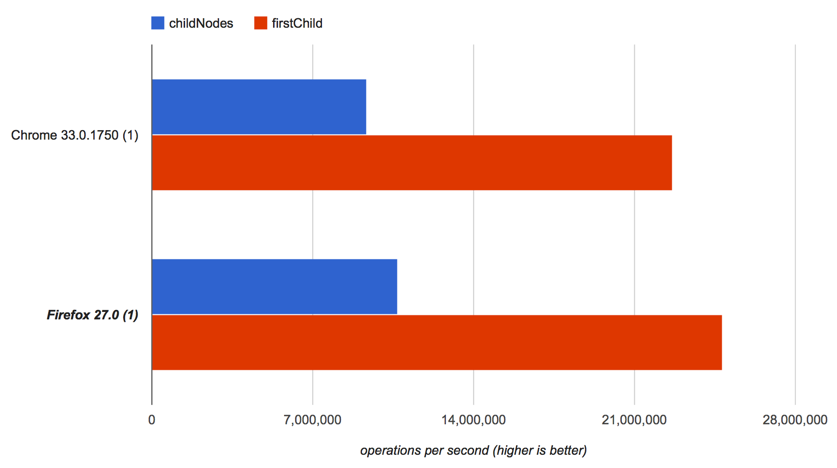 childNodes firstChild
Chrome 33.0.1750 (1)
Firefox 27.0 (1)
0 7,000,000 14,000,000 21,000,000 28,000,000
operations per second (higher is better)